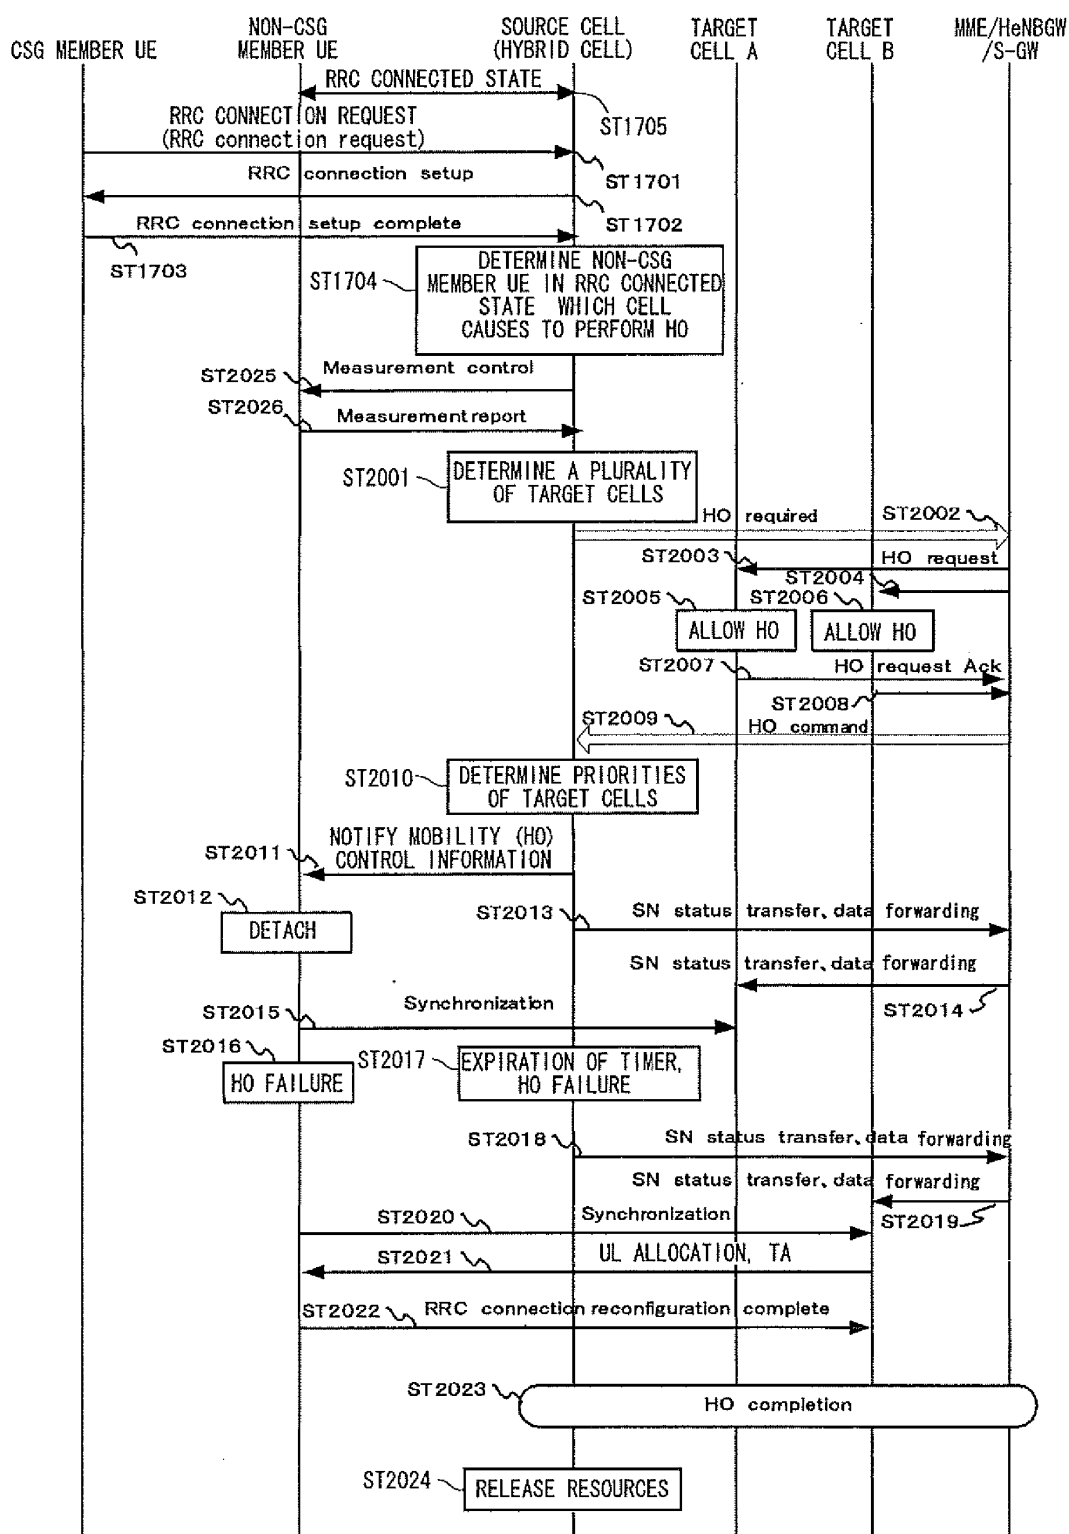 CSG MEMBER UE
NON-CSG
MEMBER UE
SOURCE CELL
(HYBRID CELL)
TARGET
CELL A
TARGET
CELL B
MME/HeNBGW
/S-GW
RRC CONNECTED STATE
ST1705
RRC CONNECTION REQUEST
(RRC connection request)
ST1701
RRC connection setup
ST1702
RRC connection setup complete
ST1703
ST1704
DETERMINE NON-CSG
MEMBER UE IN RRC CONNECTED
STATE WHICH CELL
CAUSES TO PERFORM HO
ST2025
Measurement control
ST2026
Measurement report
ST2001
DETERMINE A PLURALITY
OF TARGET CELLS
HO required
ST2002
ST2003
HO request
ST2004
ST2005
ST2006
ALLOW HO
ALLOW HO
ST2007
HO request Ack
ST2008
ST2009
HO command
ST2010
DETERMINE PRIORITIES
OF TARGET CELLS
ST2011
NOTIFY MOBILITY (HO)
CONTROL INFORMATION
ST2012
DETACH
ST2013
SN status transfer, data forwarding
SN status transfer, data forwarding
ST2014
ST2015
Synchronization
ST2016
HO FAILURE
ST2017
EXPIRATION OF TIMER,
HO FAILURE
ST2018
SN status transfer, data forwarding
SN status transfer, data forwarding
ST2019
ST2020
Synchronization
ST2021
UL ALLOCATION, TA
ST2022
RRC connection reconfiguration complete
ST2023
HO completion
ST2024
RELEASE RESOURCES